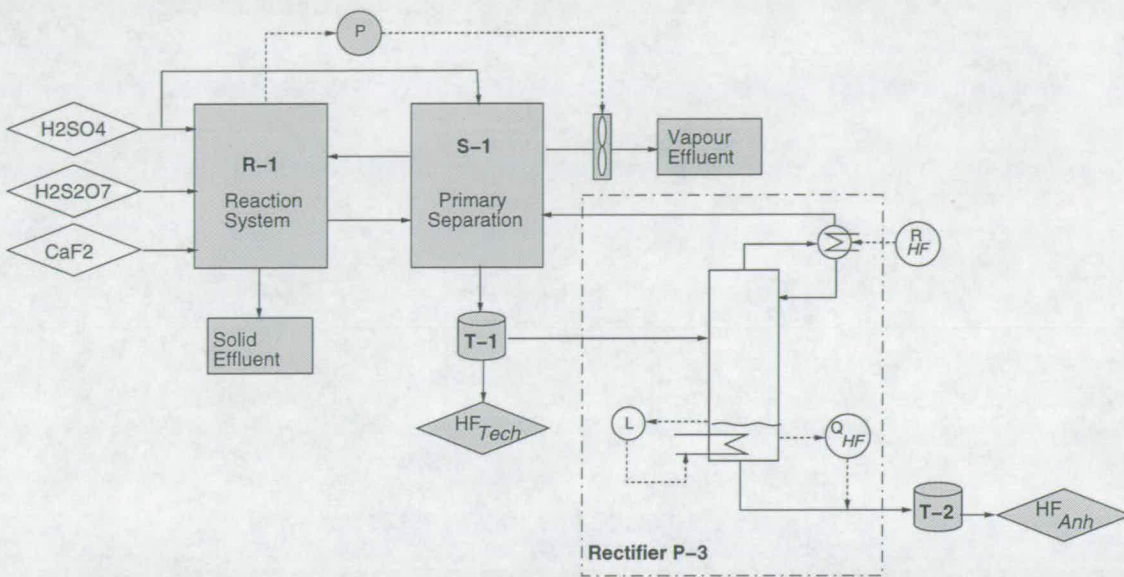 P
H2SO4
H2S2O7
CaF2
R-1
Reaction
System
S-1
Primary
Separation
Vapour
Effluent
R
HF
Solid
Effluent
T-1
HF Tech
L
Q HF
T-2
HF Anh
Rectifier P-3